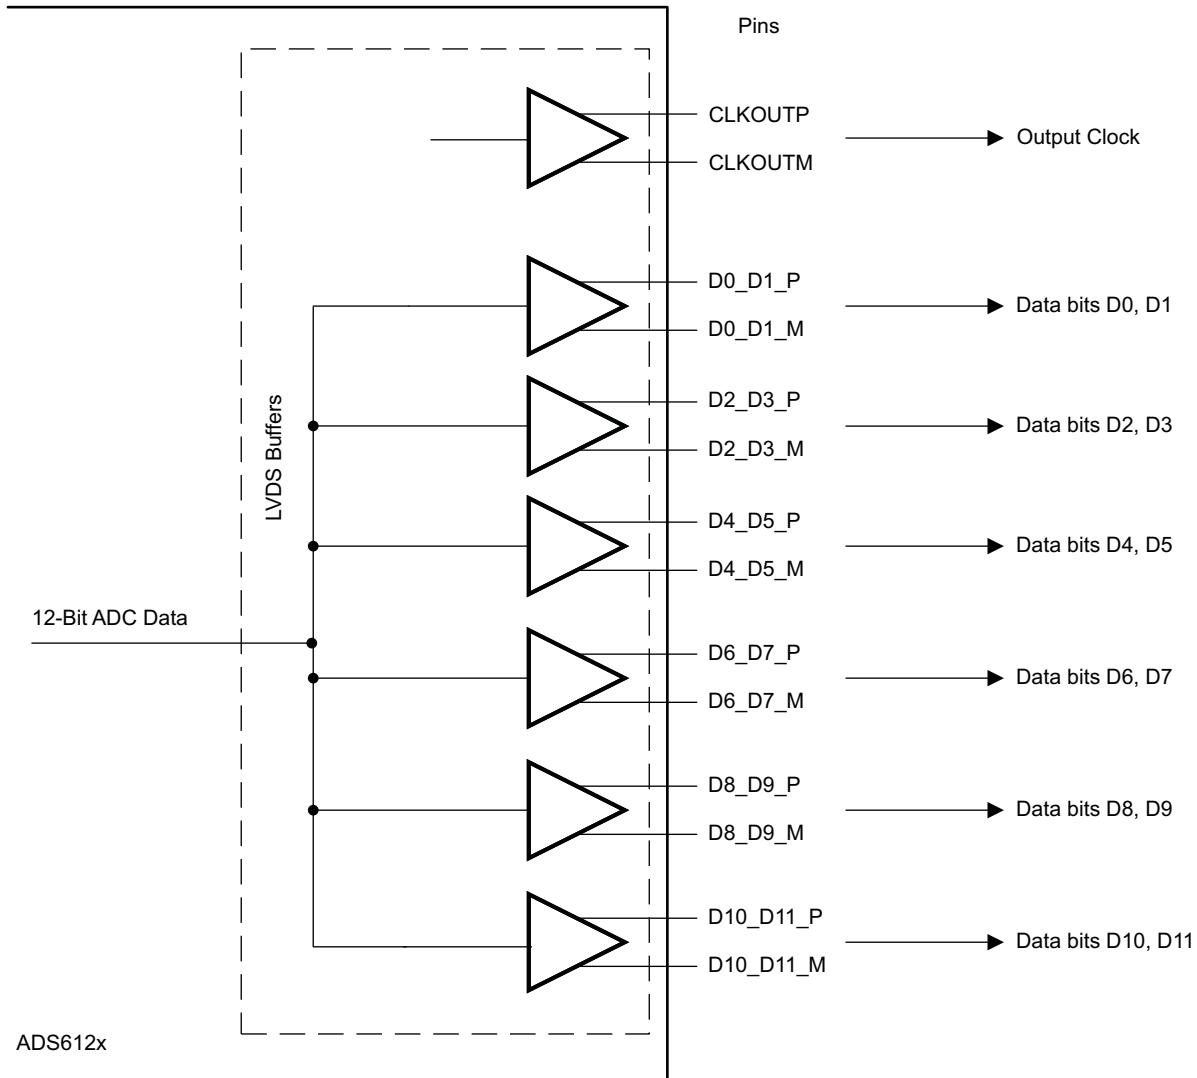 Pins
CLKOUTP
Output Clock
CLKOUTM
D0_D1_P
Data bits D0, D1
D0_D1_M
D2_D3_P
Data bits D2, D3
D2_D3_M
LVDS Buffers
D4_D5_P
Data bits D4, D5
D4_D5_M
12-Bit ADC Data
D6_D7_P
Data bits D6, D7
D6_D7_M
D8_D9_P
Data bits D8, D9
D8_D9_M
D10_D11_P
Data bits D10, D11
D10_D11_M
ADS612x